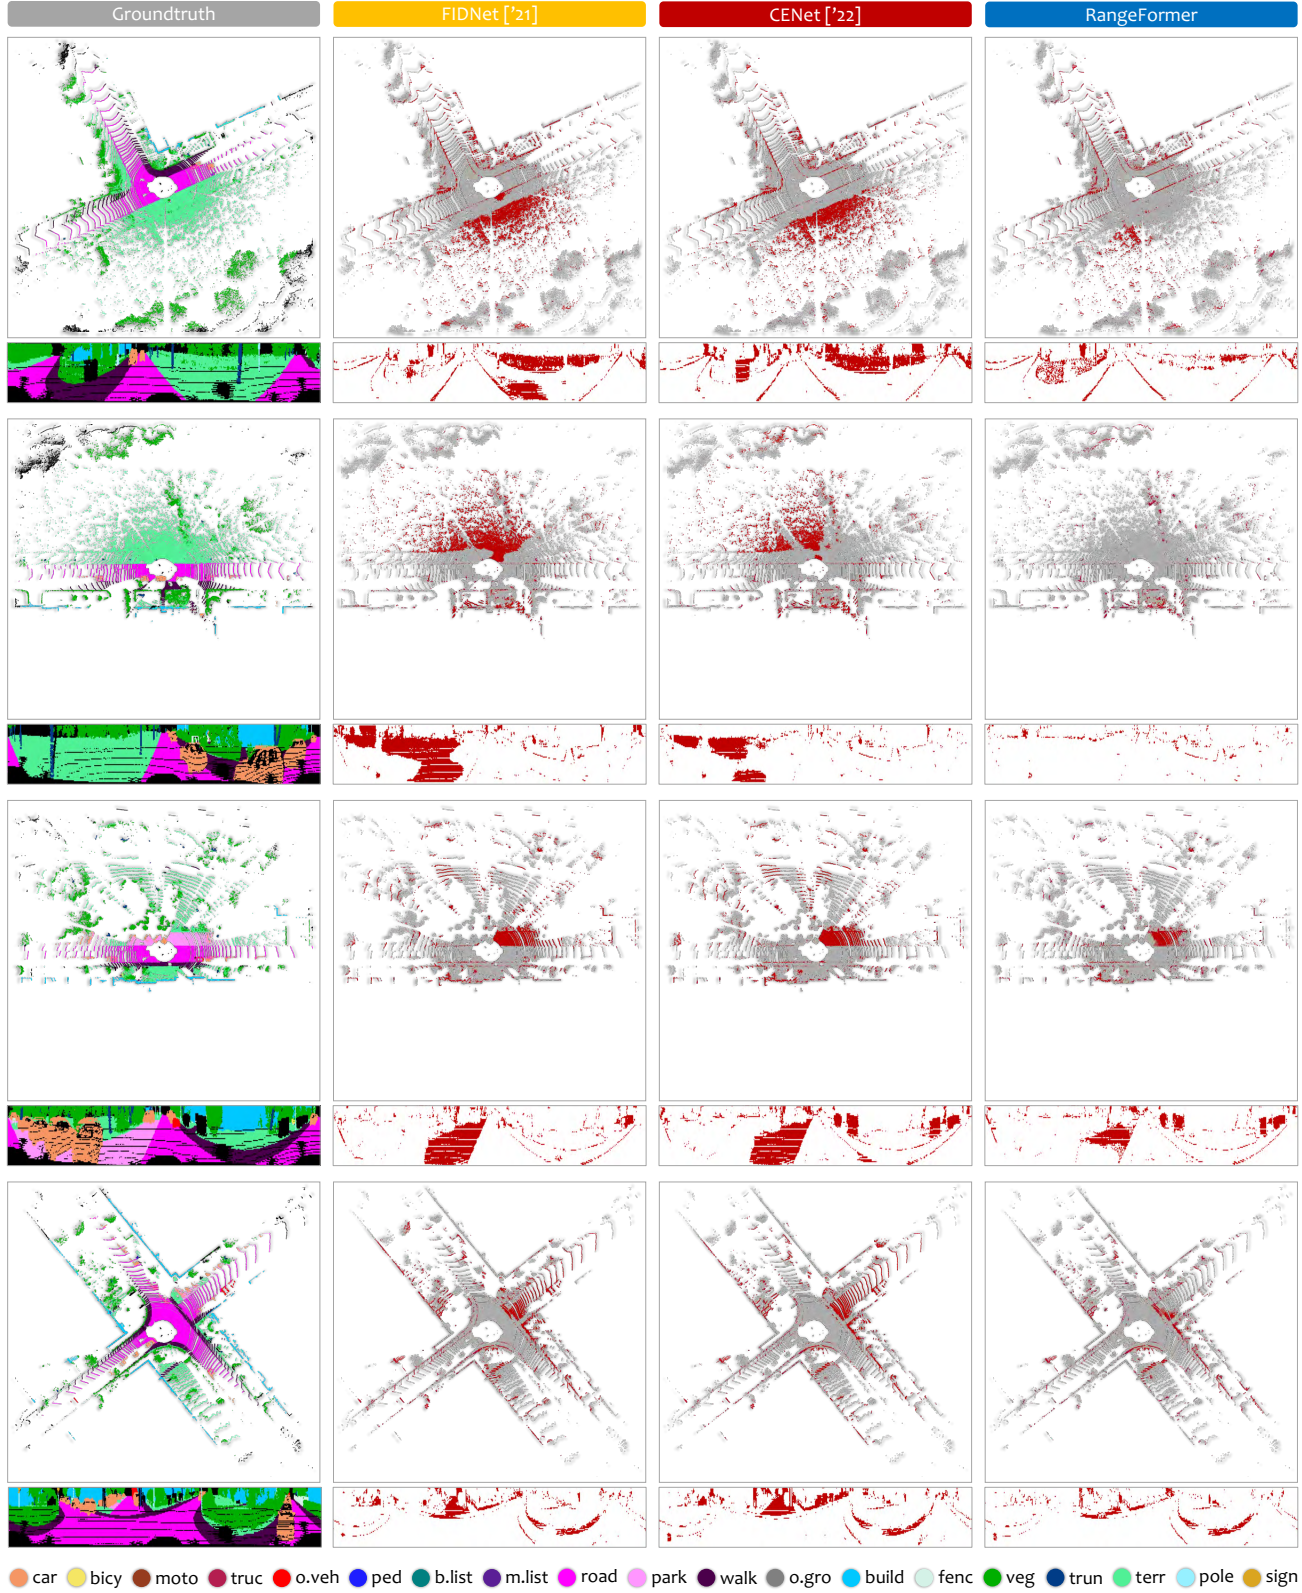 Groundtruth FIDNet ['21] CENet ['22] RangeFormer
car bicy moto truc o.veh ped b.list m.list road park walk o.gro build fenc veg trun terr pole sign